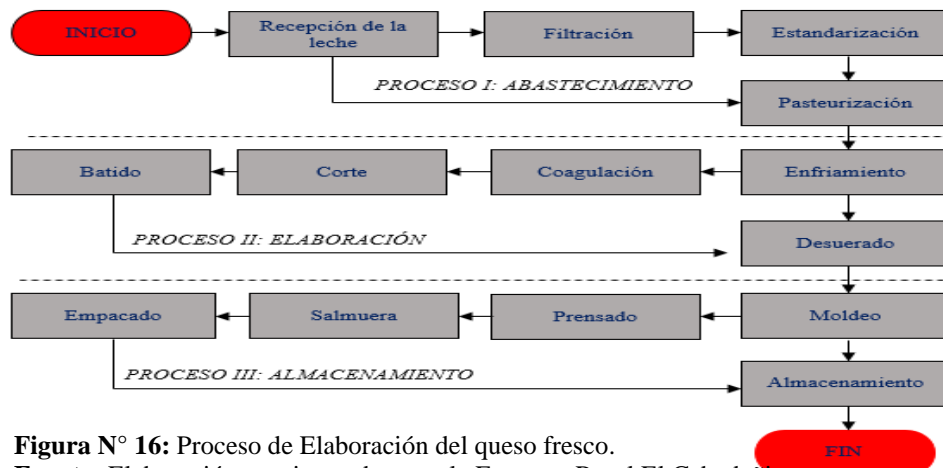 INICIO
Recepción de la
leche
Filtración
Estandarización
PROCESO I: ABASTECIMIENTO
Pasteurización
Batido
Corte
Coagulación
Enfriamiento
PROCESO II: ELABORACIÓN
Desuerado
Empacado
Salmuera
Prensado
Moldeo
PROCESO III: ALMACENAMIENTO
Almacenamiento
Figura N° 16: Proceso de Elaboración del queso fresco.
FIN